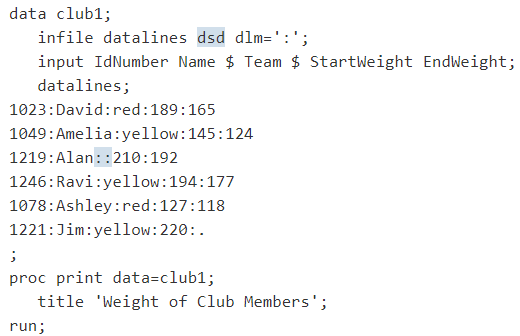 data club1;
   infile datalines dsd dlm=':';
   input IdNumber Name $ Team $ StartWeight EndWeight;
   datalines;
1023:David:red:189:165
1049:Amelia:yellow:145:124
1219:Alan::210:192
1246:Ravi:yellow:194:177
1078:Ashley:red:127:118
1221:Jim:yellow:220:.
;
proc print data=club1;
   title 'Weight of Club Members';
run;